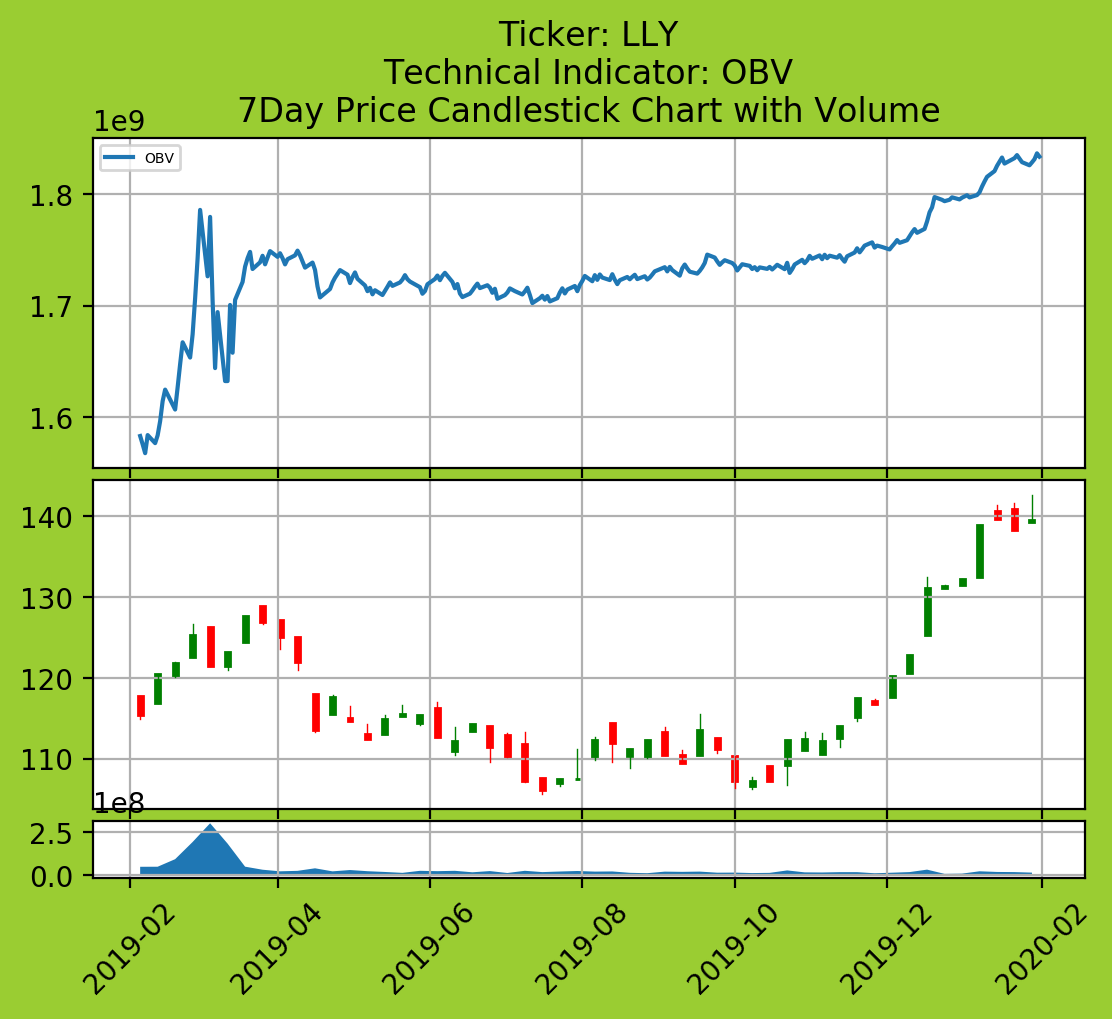 Ticker: LLY
Technical Indicator: OBV
7Day Price Candlestick Chart with Volume
1e9
OBV
1.8
1.7
1.6
140
130
120
110
1e8
2.5
0.0
2019-02
2019-04
2019-06
2019-08
2019-10
2019-12
2020-02